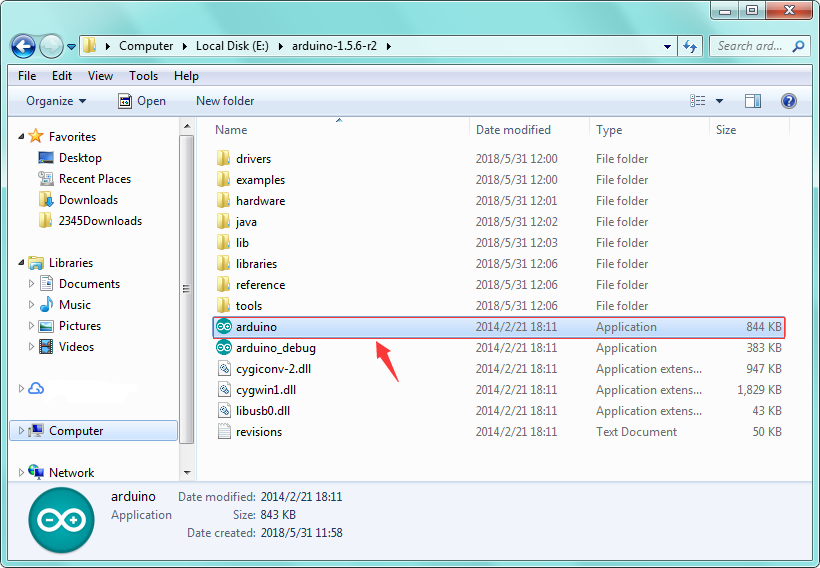 Computer Local Disk (E:) arduino-1.5.6-r2 Search ard...
File Edit View Tools Help
Organize Open New folder
Favorites
Desktop
Recent Places
Downloads
2345Downloads
Libraries
Documents
Music
Pictures
Videos
Computer
Network
Name Date modified Type Size
drivers 2018/5/31 12:00 File folder
examples 2018/5/31 12:00 File folder
hardware 2018/5/31 12:01 File folder
java 2018/5/31 12:02 File folder
lib 2018/5/31 12:03 File folder
libraries 2018/5/31 12:06 File folder
reference 2018/5/31 12:06 File folder
tools 2018/5/31 12:06 File folder
arduino 2014/2/21 18:11 Application 844 KB
arduino_debug 2014/2/21 18:11 Application 383 KB
cygiconv-2.dll 2014/2/21 18:11 Application extens... 947 KB
cygwin1.dll 2014/2/21 18:11 Application extens... 1,829 KB
libusb0.dll 2014/2/21 18:11 Application extens... 43 KB
revisions 2014/2/21 18:11 Text Document 50 KB
arduino Date modified: 2014/2/21 18:11
Application Size: 843 KB
Date created: 2018/5/31 11:58